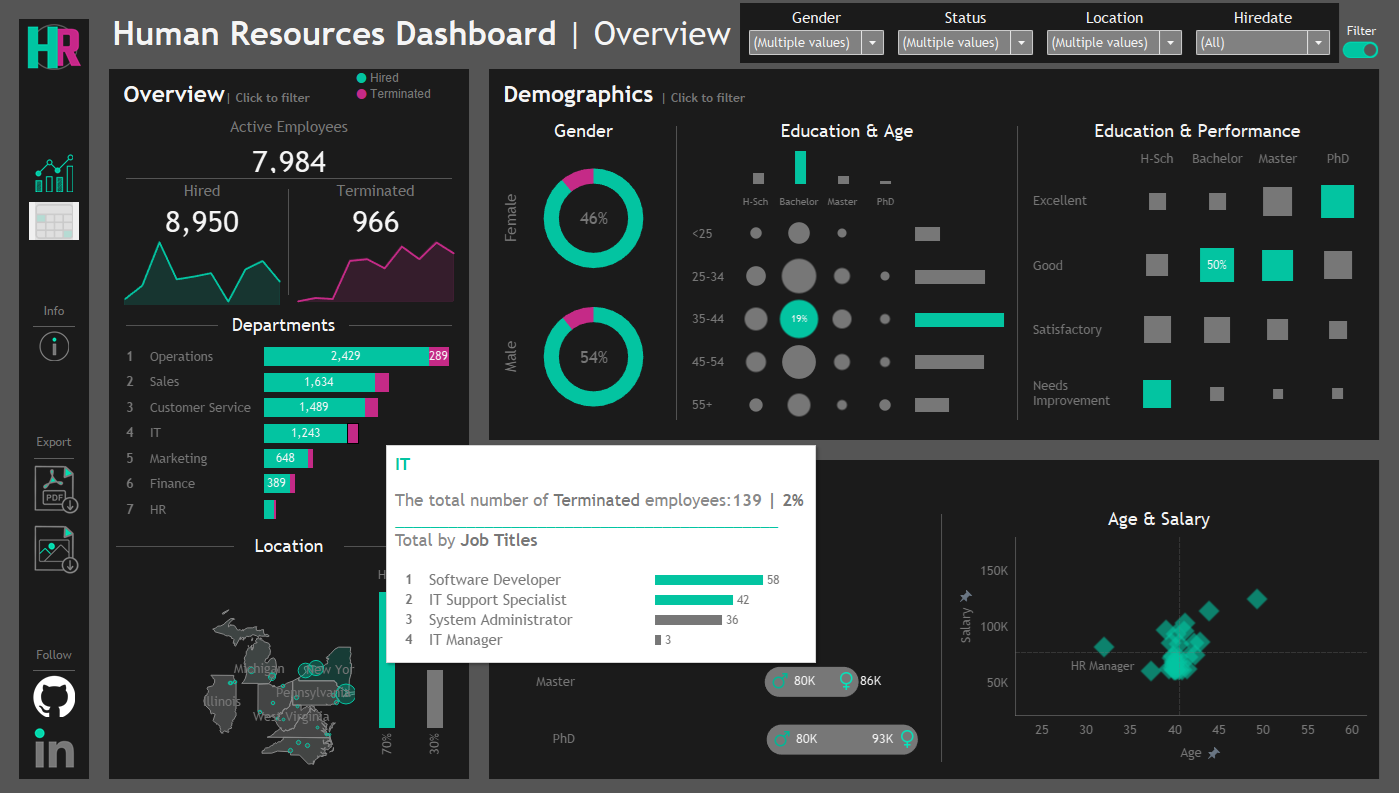 HR
Human Resources Dashboard | Overview
Gender
Status
Location
Hiredate
(Multiple values)
(Multiple values)
(Multiple values)
(All)
Filter
Overview | Click to filter
Hired
Terminated
Active Employees
7,984
Hired
8,950
Terminated
966
Departments
1 Operations 2,429 289
2 Sales 1,634
3 Customer Service 1,489
4 IT 1,243
5 Marketing 648
6 Finance 389
7 HR
Location
Michigan
New Yor
Illinois
Pennsylvania
West Virginia
70%
30%
Info
Export
PDF
Follow
in
Demographics | Click to filter
Gender
Female
46%
Male
54%
Education & Age
H-Sch Bachelor Master PhD
<25
25-34
35-44 19%
45-54
55+
Education & Performance
H-Sch Bachelor Master PhD
Excellent
Good 50%
Satisfactory
Needs
Improvement
IT
The total number of Terminated employees:139 | 2%
Total by Job Titles
1 Software Developer 58
2 IT Support Specialist 42
3 System Administrator 36
4 IT Manager 3
Master 80K 86K
PhD 80K 93K
Age & Salary
Salary
150K
100K
50K
HR Manager
25 30 35 40 45 50 55 60
Age